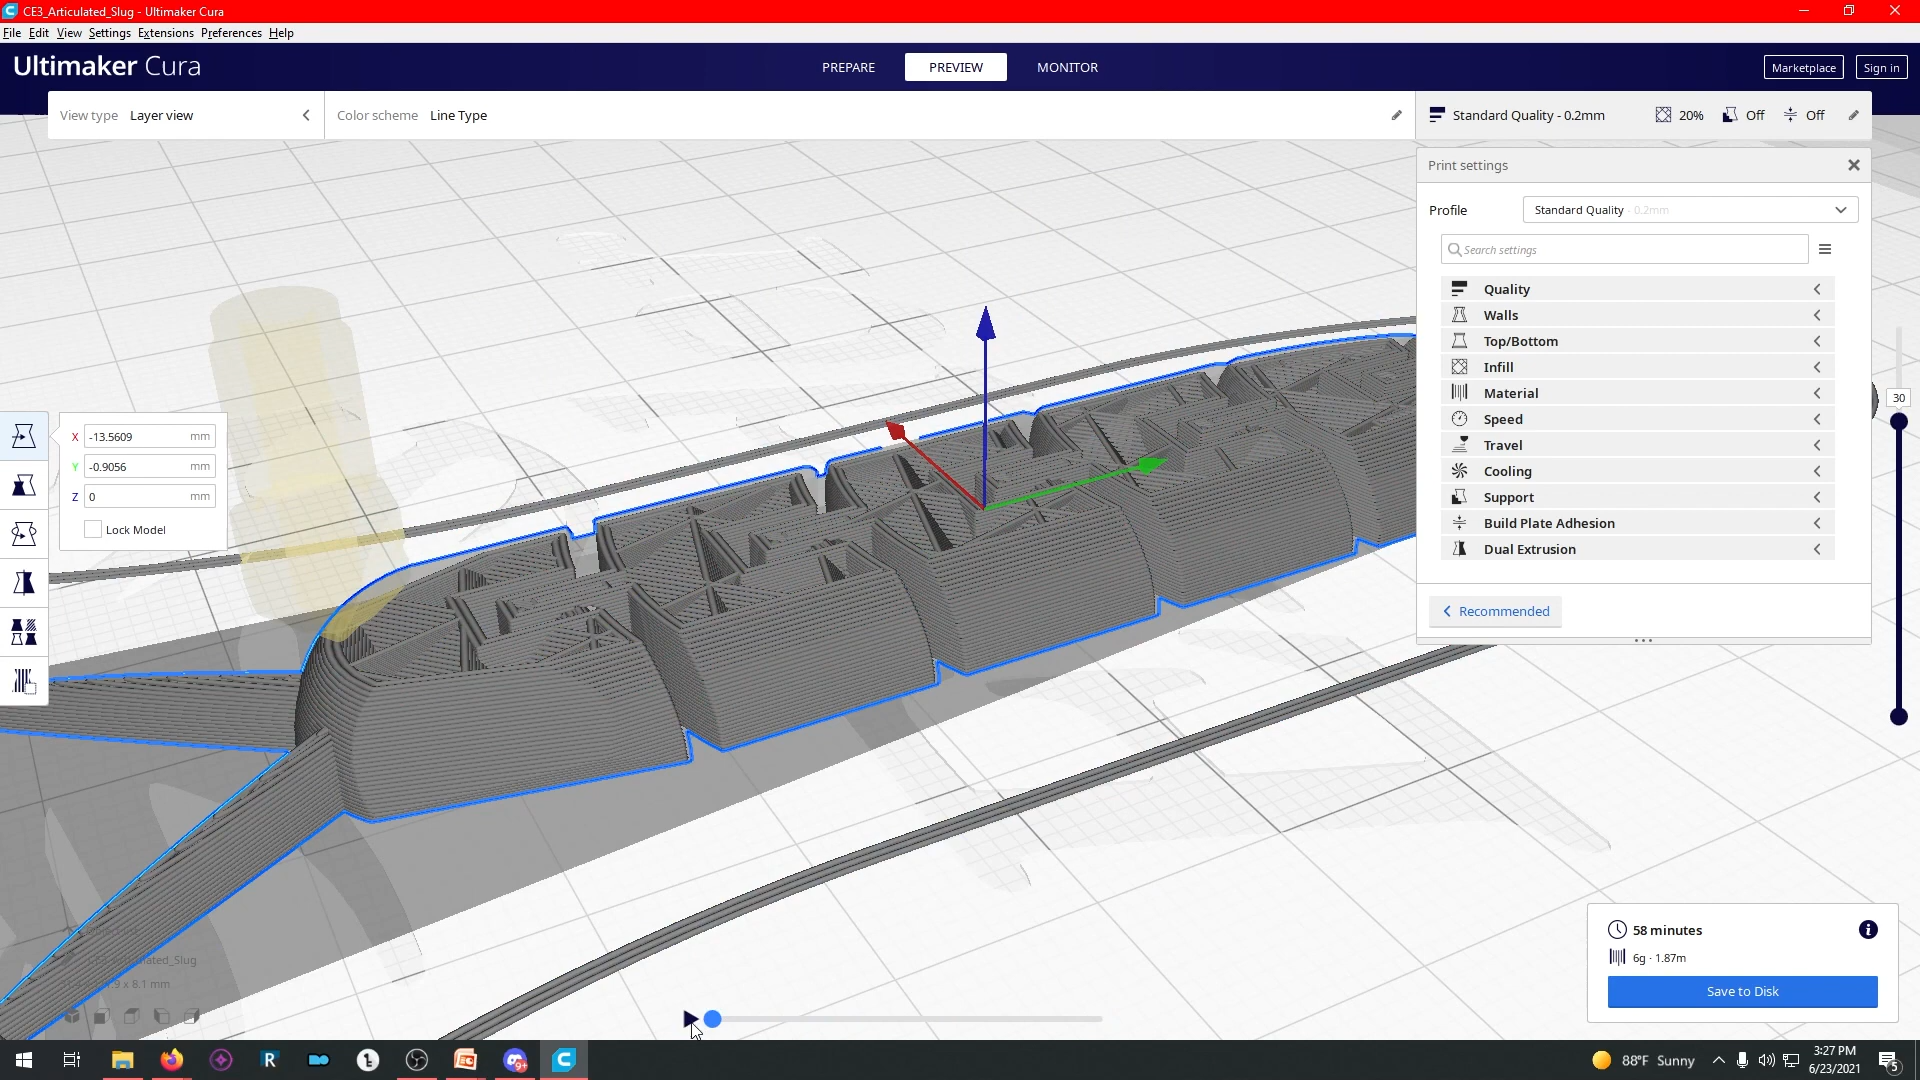 CE3_Articulated_Slug - Ultimaker Cura
File Edit View Settings Extensions Preferences Help
Ultimaker Cura
PREPARE
PREVIEW
MONITOR
Marketplace
Sign in
View type Layer view
Color scheme Line Type
Standard Quality - 0.2mm
20%
Off
Off
Print settings
Profile
Standard Quality - 0.2mm
Search settings
Quality
Walls
Top/Bottom
Infill
Material
Speed
Travel
Cooling
Support
Build Plate Adhesion
Dual Extrusion
Recommended
30
X -13.5609 mm
Y -0.9056 mm
Z 0 mm
Lock Model
58 minutes
6g · 1.87m
Save to Disk
88°F Sunny
3:27 PM
6/23/2021
5